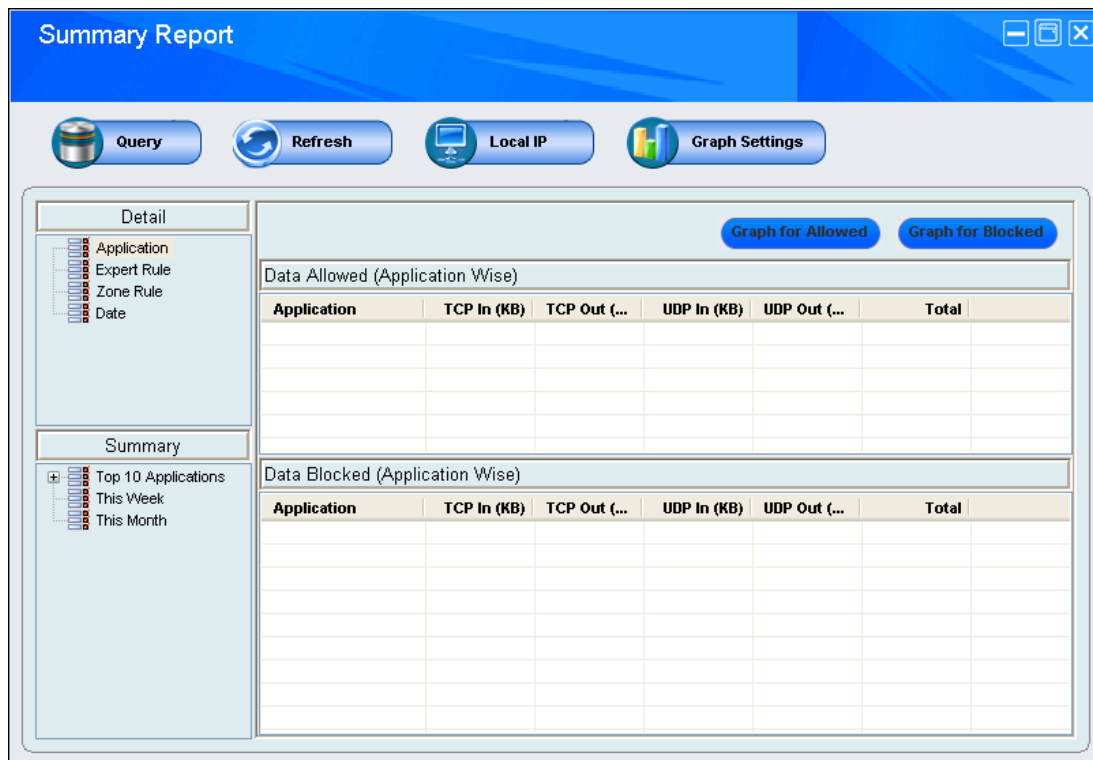 Summary Report
Query
Refresh
Local IP
Graph Settings
Detail
Application
Expert Rule
Zone Rule
Date
Summary
Top 10 Applications
This Week
This Month
Graph for Allowed
Graph for Blocked
Data Allowed (Application Wise)
Application TCP In (KB) TCP Out (... UDP In (KB) UDP Out (... Total
Data Blocked (Application Wise)
Application TCP In (KB) TCP Out (... UDP In (KB) UDP Out (... Total